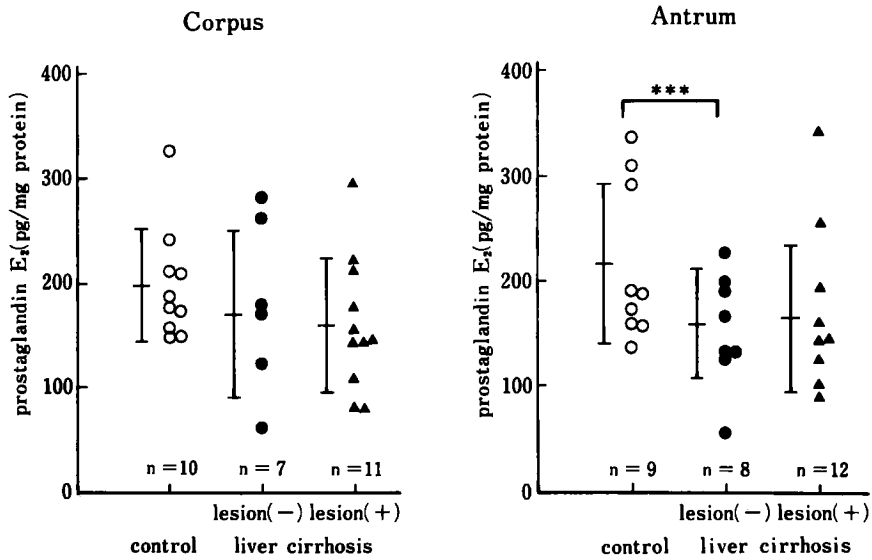 Corpus
prostaglandin E₂(pg/mg protein)
400
300
200
100
0
n=10
n=7
n=11
lesion(−) lesion(+)
control liver cirrhosis
Antrum
prostaglandin E₂(pg/mg protein)
400
300
200
100
0
***
n=9
n=8
n=12
lesion(−) lesion(+)
control liver cirrhosis